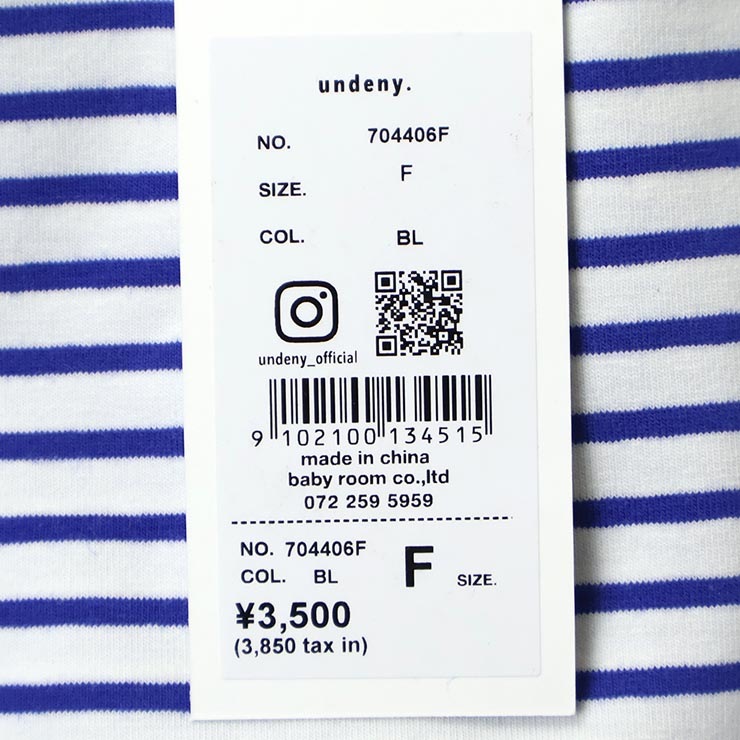 undeny.
NO. 704406F
SIZE. F
COL. BL
undeny_official
9 102100 134515
made in china
baby room co.,ltd
072 259 5959
NO. 704406F
COL. BL F SIZE.
¥3,500
(3,850 tax in)